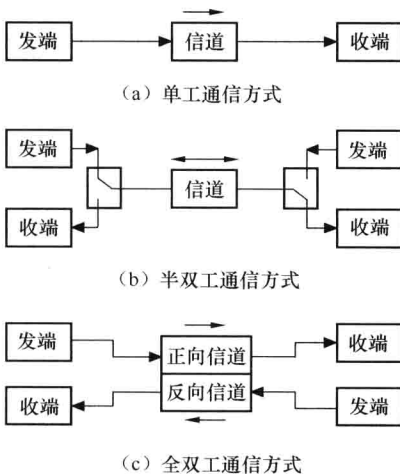 发端 信道 收端
（a）单工通信方式
发端 发端
信道
收端 收端
（b）半双工通信方式
发端 正向信道 收端
收端 反向信道 发端
（c）全双工通信方式